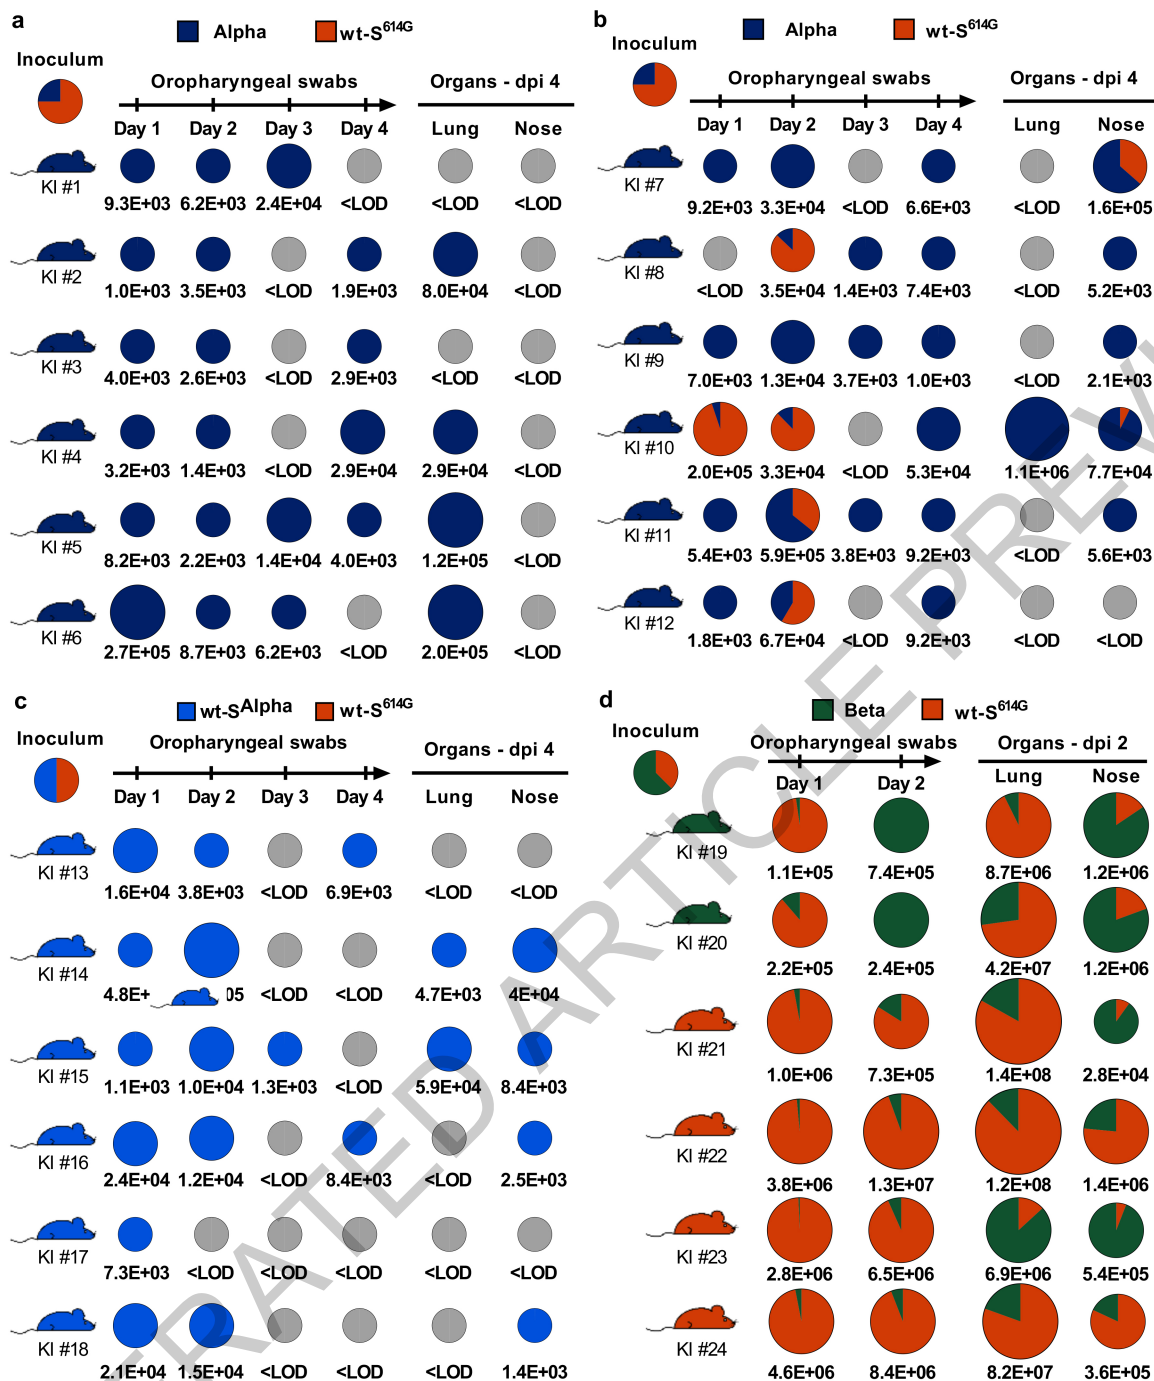 a
Alpha wt-S614G
Inoculum
Oropharyngeal swabs Organs - dpi 4
Day 1 Day 2 Day 3 Day 4 Lung Nose
KI #1
9.3E+03 6.2E+03 2.4E+04 <LOD <LOD <LOD
KI #2
1.0E+03 3.5E+03 <LOD 1.9E+03 8.0E+04 <LOD
KI #3
4.0E+03 2.6E+03 <LOD 2.9E+03 <LOD <LOD
KI #4
3.2E+03 1.4E+03 <LOD 2.9E+04 2.9E+04 <LOD
KI #5
8.2E+03 2.2E+03 1.4E+04 4.0E+03 1.2E+05 <LOD
KI #6
2.7E+05 8.7E+03 6.2E+03 <LOD 2.0E+05 <LOD
b
Alpha wt-S614G
Inoculum
Oropharyngeal swabs Organs - dpi 4
Day 1 Day 2 Day 3 Day 4 Lung Nose
KI #7
9.2E+03 3.3E+04 <LOD 6.6E+03 <LOD 1.6E+05
KI #8
<LOD 3.5E+04 1.4E+03 7.4E+03 <LOD 5.2E+03
KI #9
7.0E+03 1.3E+04 3.7E+03 1.0E+03 <LOD 2.1E+03
KI #10
2.0E+05 3.3E+04 <LOD 5.3E+04 1.1E+06 7.7E+04
KI #11
5.4E+03 5.9E+05 3.8E+03 9.2E+03 <LOD 5.6E+03
KI #12
1.8E+03 6.7E+04 <LOD 9.2E+03 <LOD <LOD
c
wt-SAlpha wt-S614G
Inoculum
Oropharyngeal swabs Organs - dpi 4
Day 1 Day 2 Day 3 Day 4 Lung Nose
KI #13
1.6E+04 3.8E+03 <LOD 6.9E+03 <LOD <LOD
KI #14
4.8E+ 05 <LOD <LOD 4.7E+03 4E+04
KI #15
1.1E+03 1.0E+04 1.3E+03 <LOD 5.9E+04 8.4E+03
KI #16
2.4E+04 1.2E+04 <LOD 8.4E+03 <LOD 2.5E+03
KI #17
7.3E+03 <LOD <LOD <LOD <LOD <LOD
KI #18
2.1E+04 1.5E+04 <LOD <LOD <LOD 1.4E+03
d
Beta wt-S614G
Inoculum
Oropharyngeal swabs Organs - dpi 2
Day 1 Day 2 Lung Nose
KI #19
1.1E+05 7.4E+05 8.7E+06 1.2E+06
KI #20
2.2E+05 2.4E+05 4.2E+07 1.2E+06
KI #21
1.0E+06 7.3E+05 1.4E+08 2.8E+04
KI #22
3.8E+06 1.3E+07 1.2E+08 1.4E+06
KI #23
2.8E+06 6.5E+06 6.9E+06 5.4E+05
KI #24
4.6E+06 8.4E+06 8.2E+07 3.6E+05
RATED ARTICLE PREVI